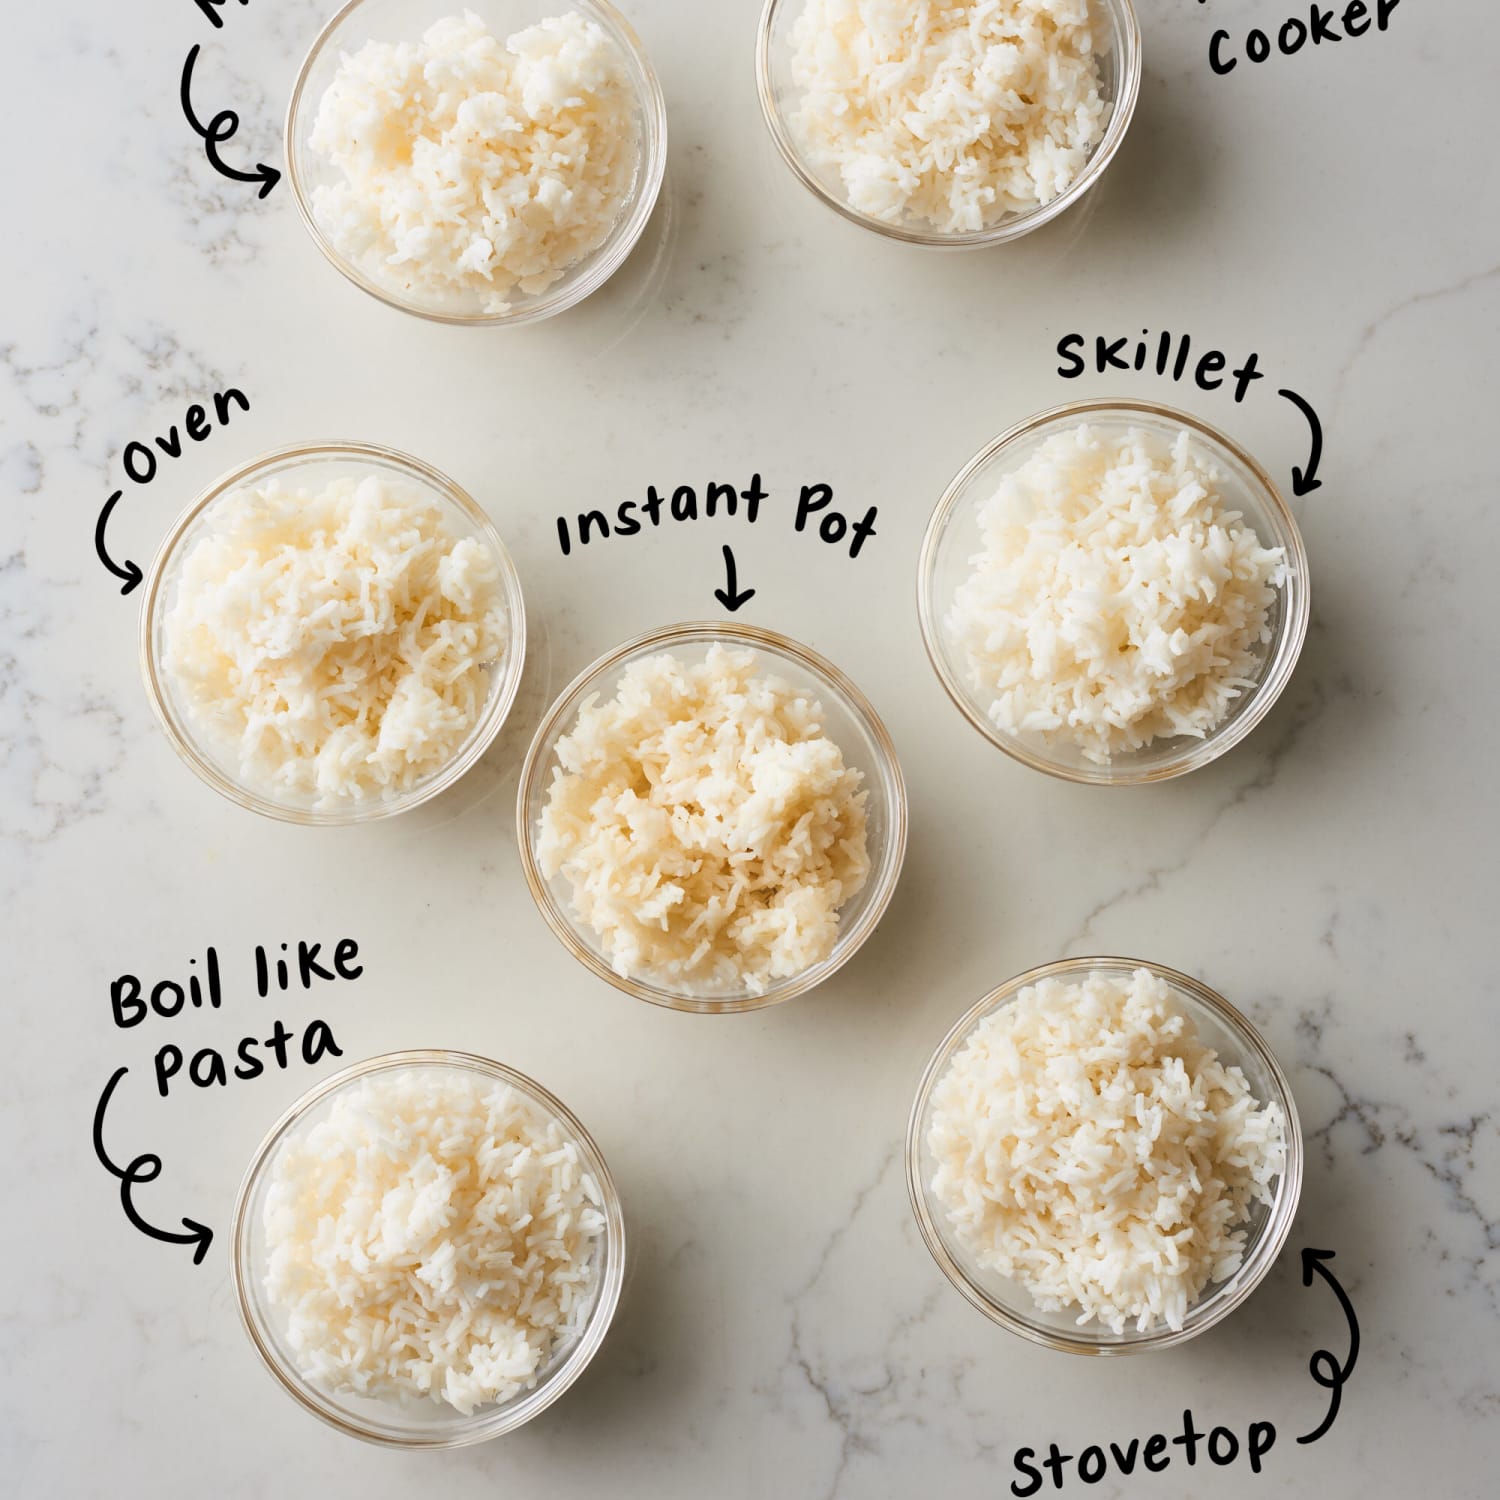 Cooker
Skillet
Oven
Instant Pot
Boil like
Pasta
Stovetop